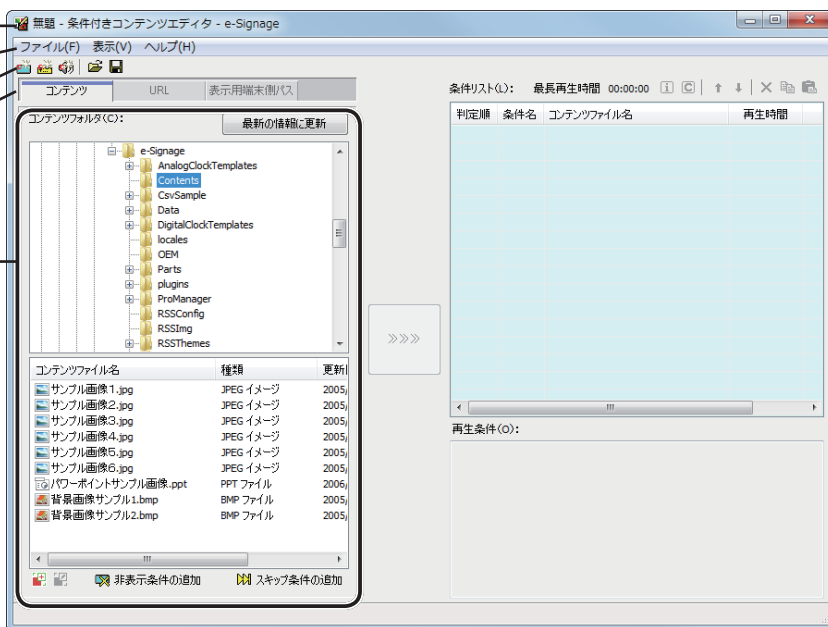 無題 - 条件付きコンテンツエディタ - e-Signage
ファイル(F) 表示(V) ヘルプ(H)
コンテンツ URL 表示用端末側パス
コンテンツフォルダ(C): 最新の情報に更新
e-Signage
AnalogClockTemplates
Contents
CsvSample
Data
DigitalClockTemplates
locales
OEM
Parts
plugins
ProManager
RSSConfig
RSSImg
RSSThemes
コンテンツファイル名 種類 更新
サンプル画像1.jpg JPEG イメージ 2005/
サンプル画像2.jpg JPEG イメージ 2005/
サンプル画像3.jpg JPEG イメージ 2005/
サンプル画像4.jpg JPEG イメージ 2005/
サンプル画像5.jpg JPEG イメージ 2005/
サンプル画像6.jpg JPEG イメージ 2005/
パワーポイントサンプル画像.ppt PPT ファイル 2006/
背景画像サンプル1.bmp BMP ファイル 2005/
背景画像サンプル2.bmp BMP ファイル 2005/
非表示条件の追加 スキップ条件の追加
>>>
条件リスト(L): 最長再生時間 00:00:00
判定順 条件名 コンテンツファイル名 再生時間
再生条件(O):